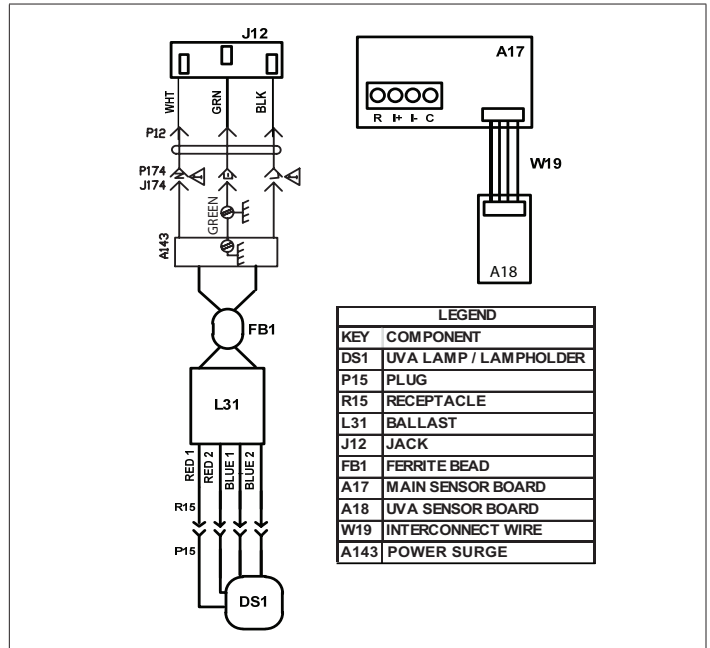 J12
WHT
GRN
BLK
P12
P174
J174
N
E
L
GREEN
A143
FB1
L31
RED 1
RED 2
BLUE 1
BLUE 2
R15
P15
DS1
A17
R I+ I- C
W19
A18
LEGEND
KEY COMPONENT
DS1 UVA LAMP / LAMPHOLDER
P15 PLUG
R15 RECEPTACLE
L31 BALLAST
J12 JACK
FB1 FERRITE BEAD
A17 MAIN SENSOR BOARD
A18 UVA SENSOR BOARD
W19 INTERCONNECT WIRE
A143 POWER SURGE